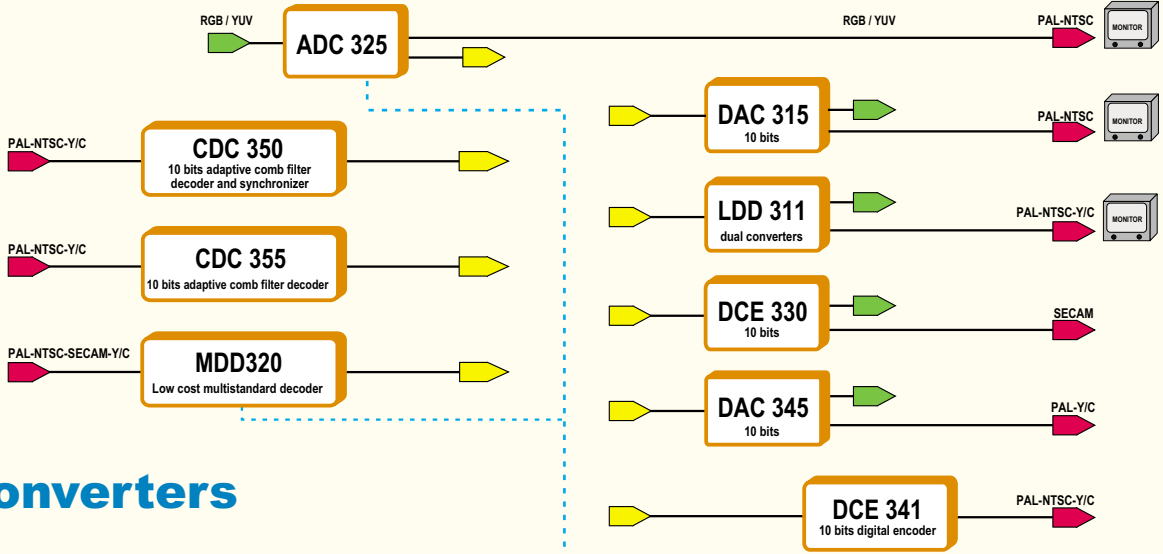 RGB / YUV
ADC 325
RGB / YUV
PAL-NTSC
MONITOR
PAL-NTSC-Y/C
CDC 350
10 bits adaptive comb filter
decoder and synchronizer
PAL-NTSC-Y/C
CDC 355
10 bits adaptive comb filter decoder
PAL-NTSC-SECAM-Y/C
MDD320
Low cost multistandard decoder
DAC 315
10 bits
PAL-NTSC
MONITOR
LDD 311
dual converters
PAL-NTSC-Y/C
MONITOR
DCE 330
10 bits
SECAM
DAC 345
10 bits
PAL-Y/C
DCE 341
10 bits digital encoder
PAL-NTSC-Y/C
onverters